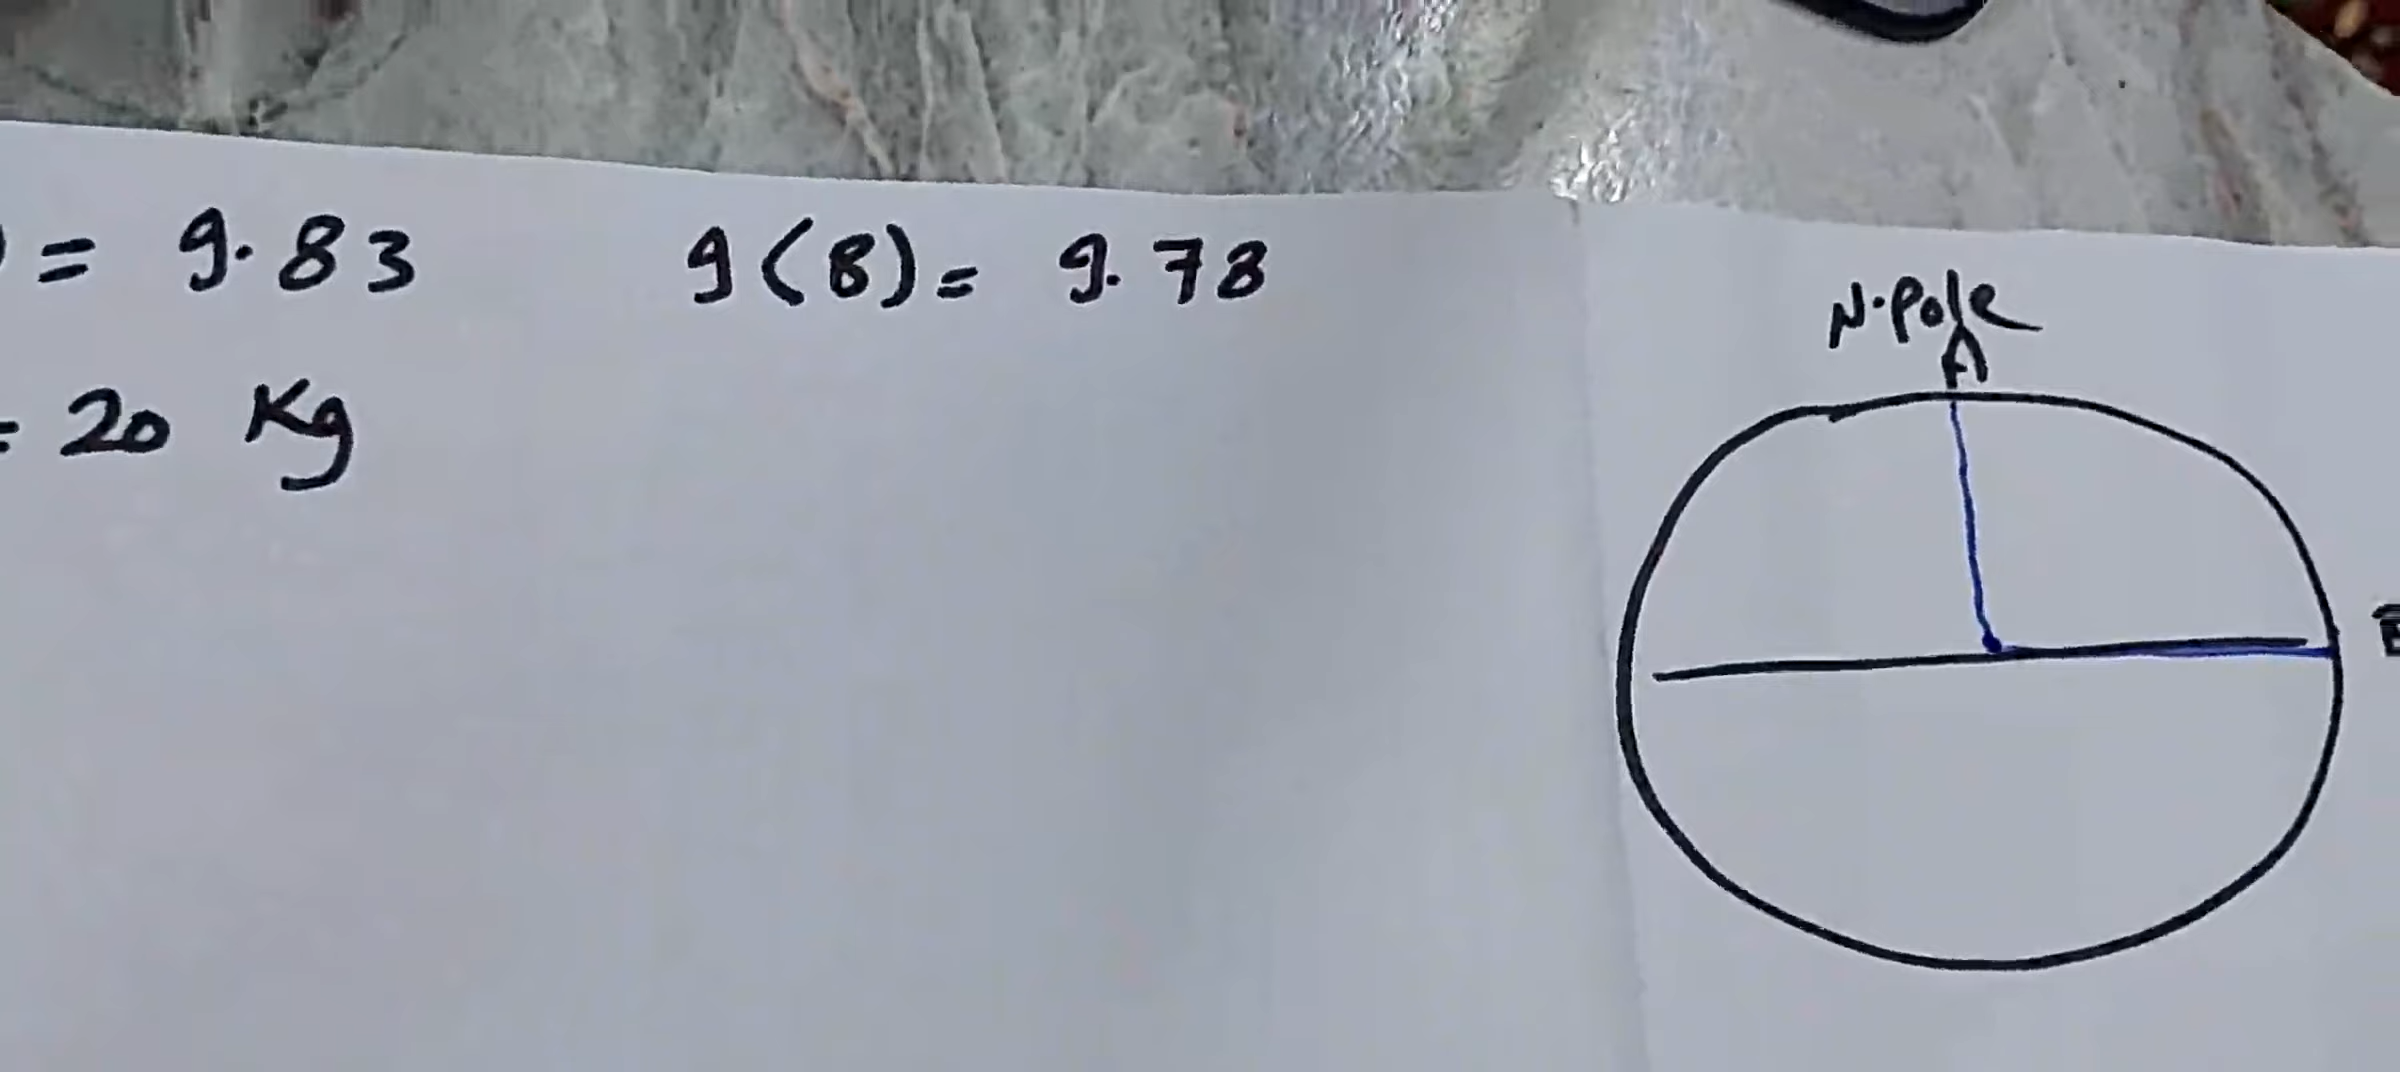 ) = 9.83 g(B) = 9.78
= 20 Kg
N.Pole
A
B